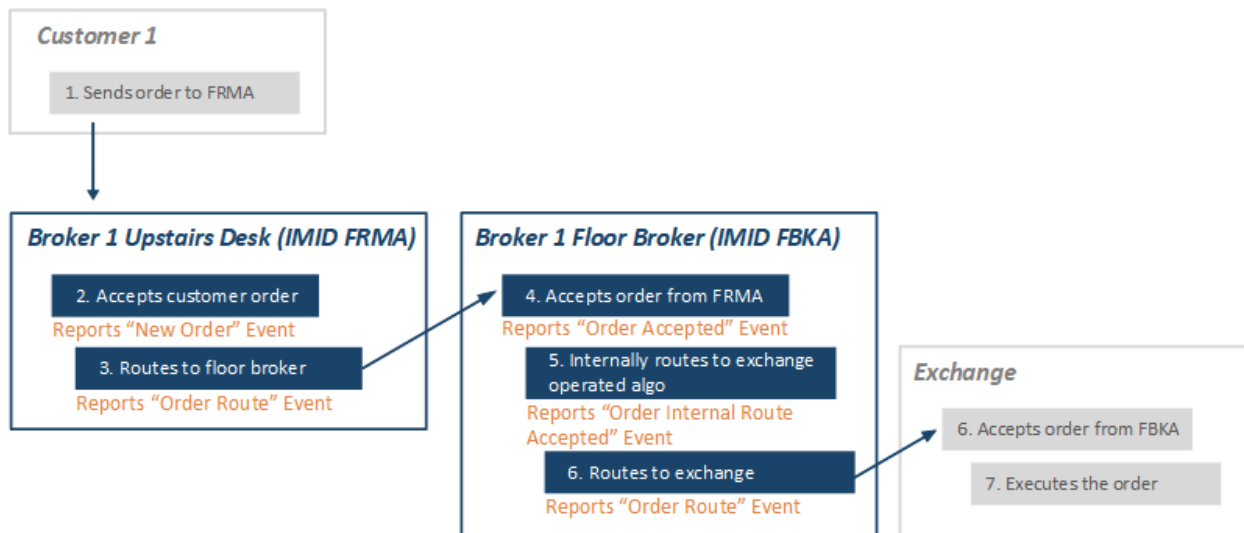 Customer 1
1. Sends order to FRMA
Broker 1 Upstairs Desk (IMID FRMA)
2. Accepts customer order
Reports “New Order” Event
3. Routes to floor broker
Reports “Order Route” Event
Broker 1 Floor Broker (IMID FBKA)
4. Accepts order from FRMA
Reports “Order Accepted” Event
5. Internally routes to exchange
operated algo
Reports “Order Internal Route
Accepted” Event
6. Routes to exchange
Reports “Order Route” Event
Exchange
6. Accepts order from FBKA
7. Executes the order